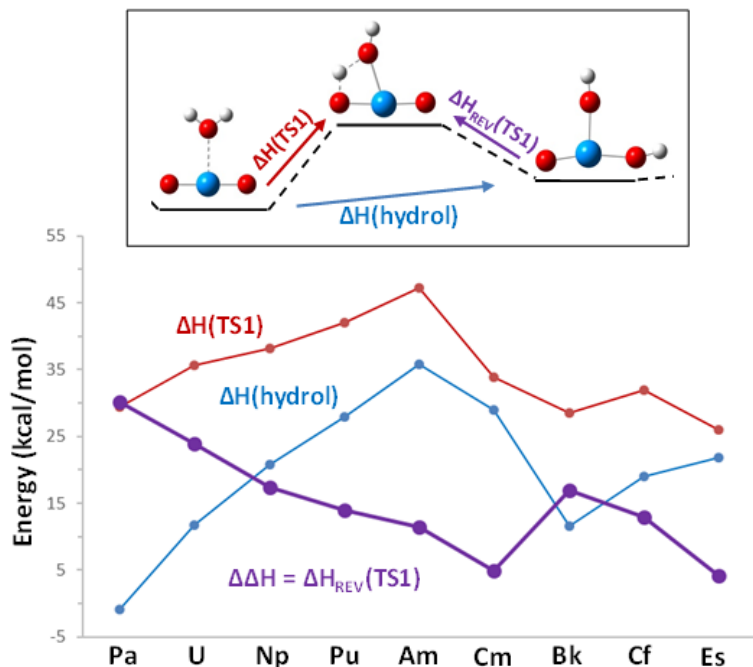 ΔH(TS1)
ΔH_REV(TS1)
ΔH(hydrol)
55
45
35
25
15
5
-5
Energy (kcal/mol)
ΔH(TS1)
ΔH(hydrol)
ΔΔH = ΔH_REV(TS1)
Pa U Np Pu Am Cm Bk Cf Es